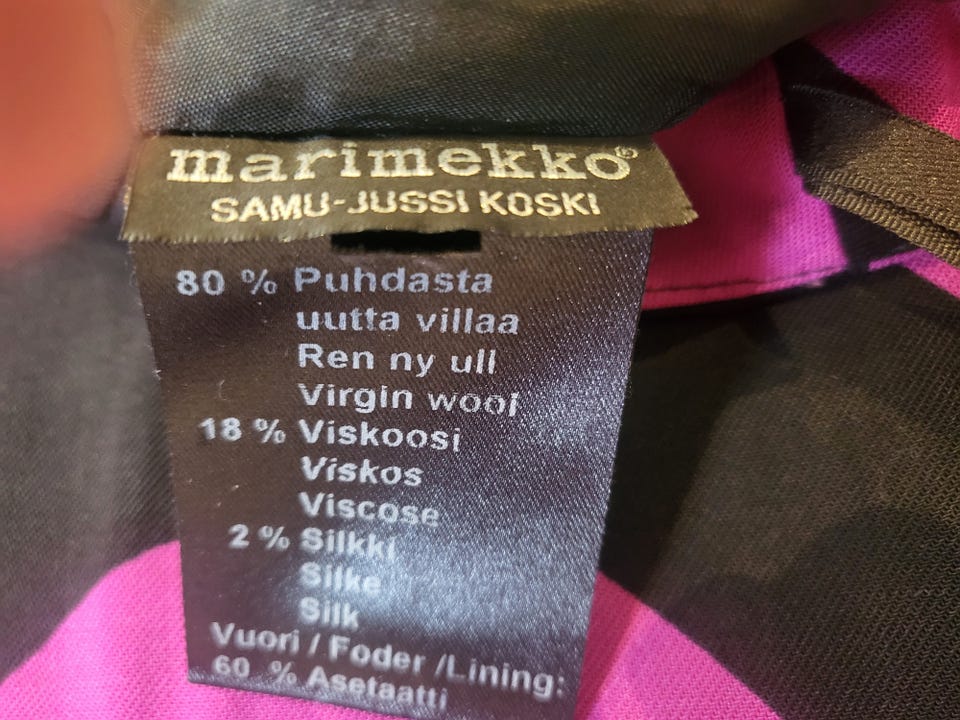 marimekko®
SAMU-JUSSI KOSKI
80 % Puhdasta
uutta villaa
Ren ny ull
Virgin wool
18 % Viskoosi
Viskos
Viscose
2 % Silkki
Silke
Silk
Vuori / Foder /Lining:
60 % Asetaatti